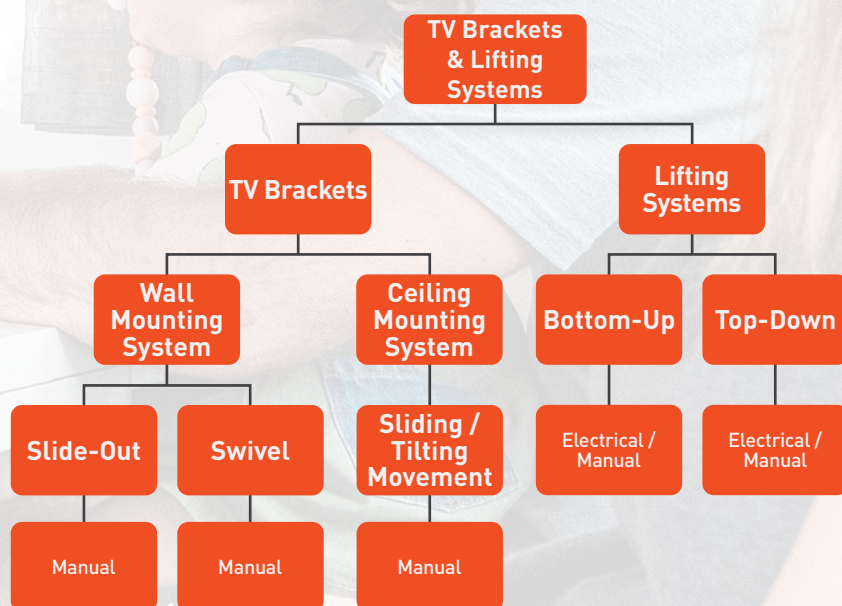 TV Brackets
& Lifting
Systems
TV Brackets
Lifting
Systems
Wall
Mounting
System
Ceiling
Mounting
System
Bottom-Up
Top-Down
Slide-Out
Swivel
Sliding /
Tilting
Movement
Electrical /
Manual
Electrical /
Manual
Manual
Manual
Manual